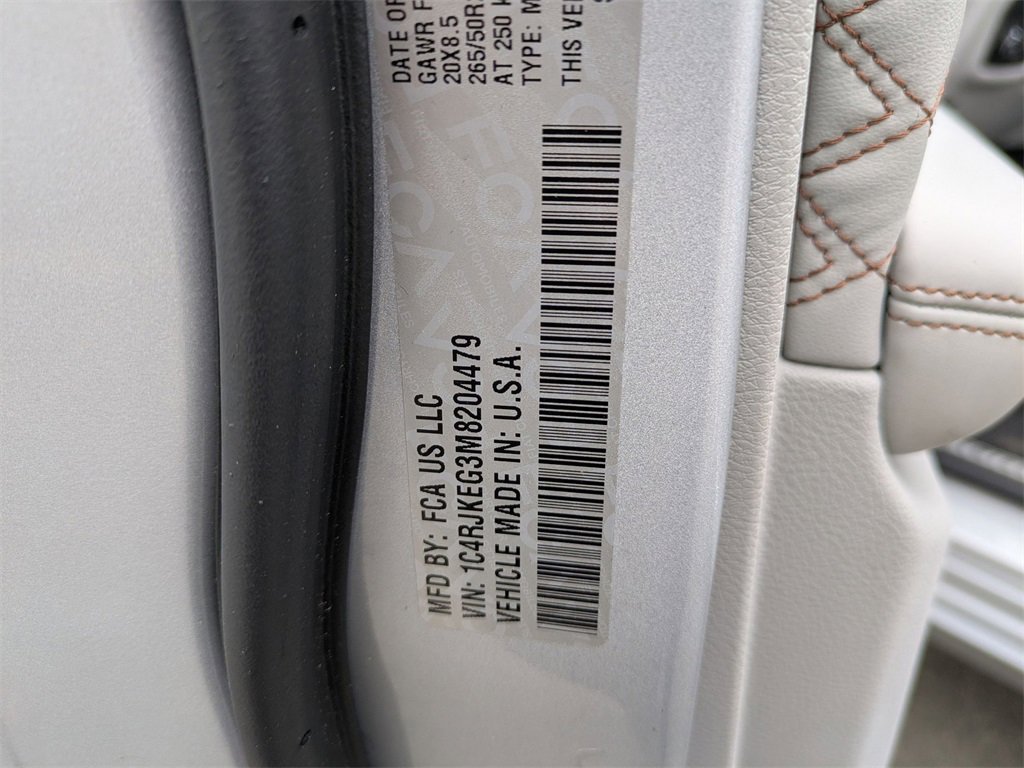 MFD BY: FCA US LLC
VIN: 1C4RJKEG3M8204479
VEHICLE MADE IN: U.S.A.
DATE OF
GAWR F
20X8.5
265/50R
AT 250 k
TYPE: M
THIS VEH